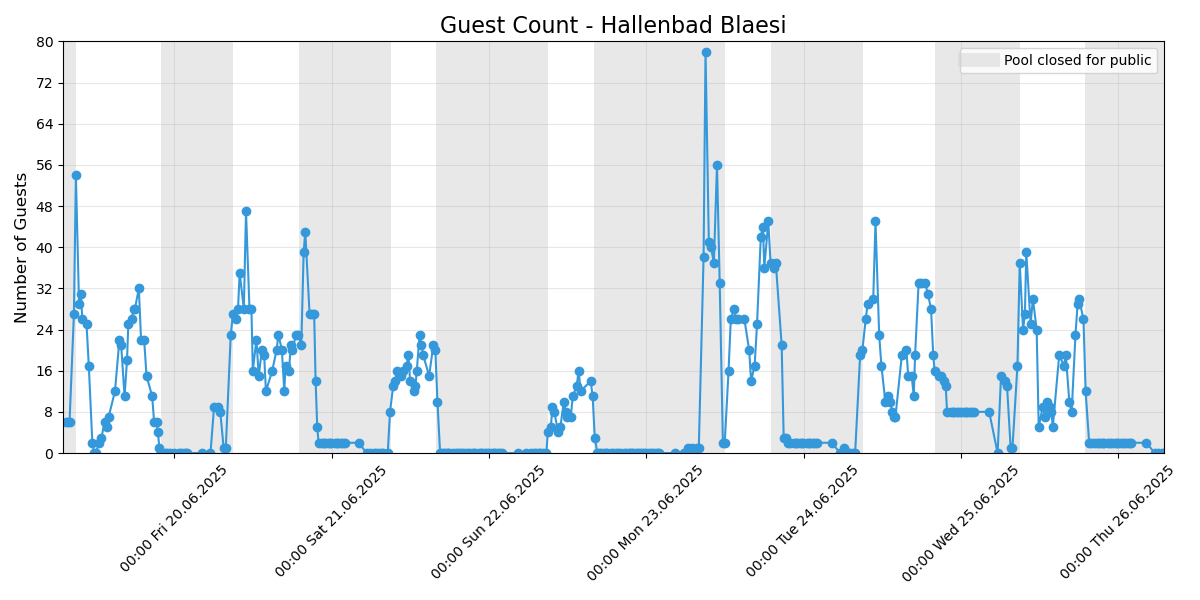 Guest Count - Hallenbad Blaesi
Pool closed for public
Number of Guests
80
72
64
56
48
40
32
24
16
8
0
00:00 Fri 20.06.2025
00:00 Sat 21.06.2025
00:00 Sun 22.06.2025
00:00 Mon 23.06.2025
00:00 Tue 24.06.2025
00:00 Wed 25.06.2025
00:00 Thu 26.06.2025